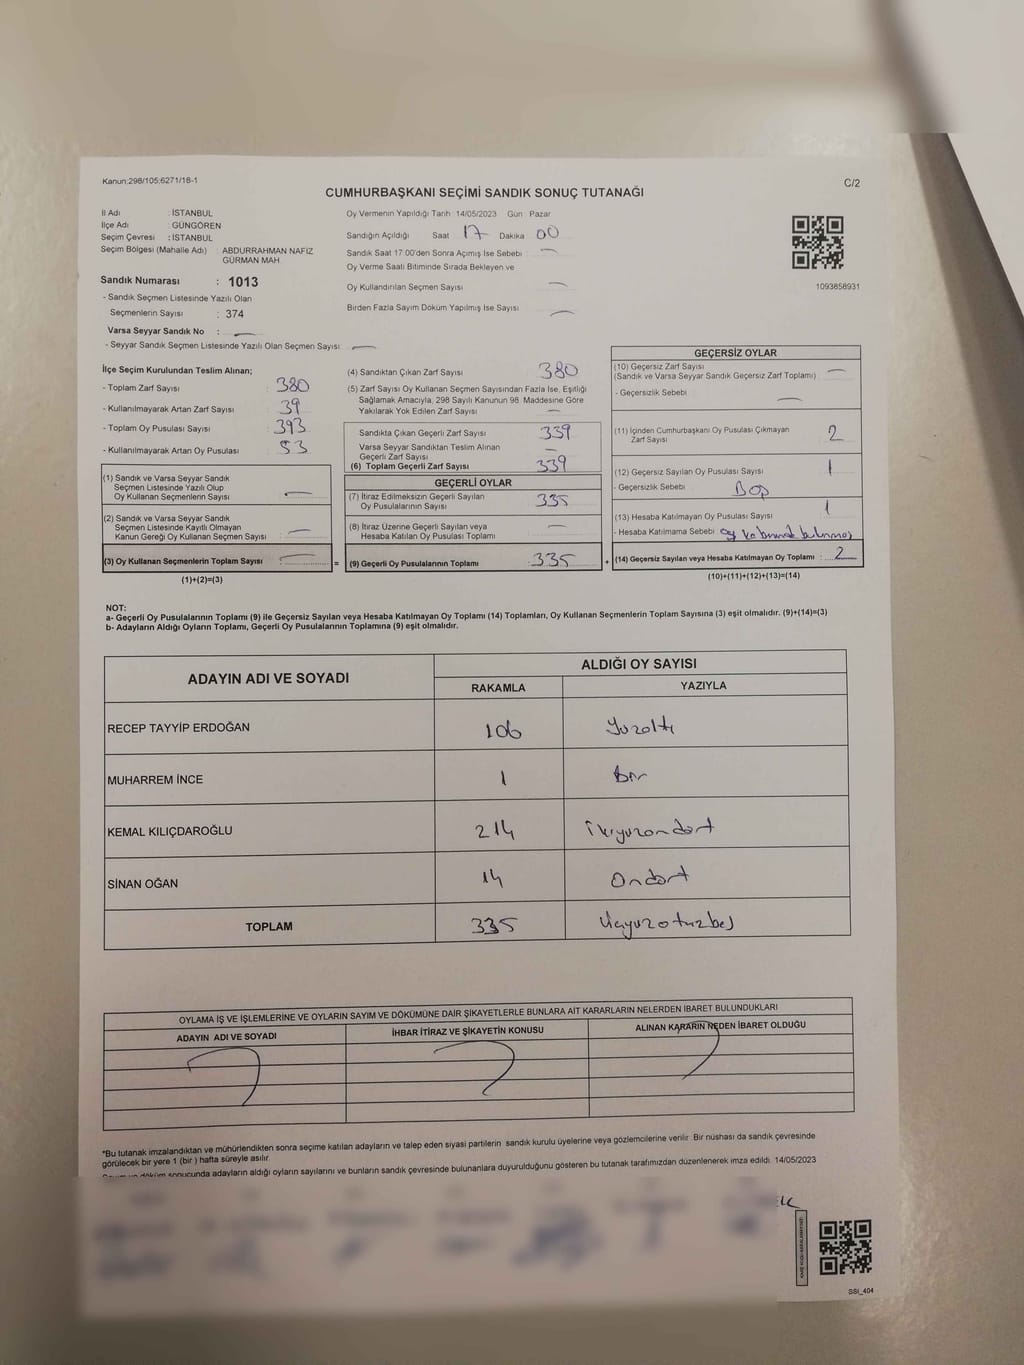 Kanun:298/105;6271/18-1
C/2
CUMHURBAŞKANI SEÇİMİ SANDIK SONUÇ TUTANAĞI
İl Adı : İSTANBUL
İlçe Adı : GÜNGÖREN
Seçim Çevresi : İSTANBUL
Seçim Bölgesi (Mahalle Adı) : ABDURRAHMAN NAFİZ
GÜRMAN MAH.
Sandık Numarası : 1013
- Sandık Seçmen Listesinde Yazılı Olan
Seçmenlerin Sayısı : 374
Varsa Seyyar Sandık No :
- Seyyar Sandık Seçmen Listesinde Yazılı Olan Seçmen Sayısı :
Oy Vermenin Yapıldığı Tarih 14/05/2023 Gün Pazar
Sandığın Açıldığı Saat 17 Dakika 00
Sandık Saat 17:00'den Sonra Açımış İse Sebebi
Oy Verme Saati Bitiminde Sırada Bekleyen ve
Oy Kullandırılan Seçmen Sayısı
Birden Fazla Sayım Döküm Yapılmış İse Sayısı
1093858931
İlçe Seçim Kurulundan Teslim Alınan;
- Toplam Zarf Sayısı : 380
- Kullanılmayarak Artan Zarf Sayısı : 39
- Toplam Oy Pusulası Sayısı : 393
- Kullanılmayarak Artan Oy Pusulası : 53
(1) Sandık ve Varsa Seyyar Sandık
Seçmen Listesinde Yazılı Olup
Oy Kullanan Seçmenlerin Sayısı :
(2) Sandık ve Varsa Seyyar Sandık
Seçmen Listesinde Kayıtlı Olmayan
Kanun Gereği Oy Kullanan Seçmen Sayısı :
(3) Oy Kullanan Seçmenlerin Toplam Sayısı :
(1)+(2)=(3)
=
(4) Sandıktan Çıkan Zarf Sayısı : 380
(5) Zarf Sayısı Oy Kullanan Seçmen Sayısından Fazla İse, Eşitliği
Sağlamak Amacıyla; 298 Sayılı Kanunun 98. Maddesine Göre
Yakılarak Yok Edilen Zarf Sayısı :
Sandıkta Çıkan Geçerli Zarf Sayısı : 339
Varsa Seyyar Sandıktan Teslim Alınan
Geçerli Zarf Sayısı
(6) Toplam Geçerli Zarf Sayısı : 339
GEÇERLİ OYLAR
(7) İtiraz Edilmeksizin Geçerli Sayılan
Oy Pusulalarının Sayısı : 335
(8) İtiraz Üzerine Geçerli Sayılan veya
Hesaba Katılan Oy Pusulası Toplamı :
(9) Geçerli Oy Pusulalarının Toplamı : 335
+
GEÇERSİZ OYLAR
(10) Geçersiz Zarf Sayısı
(Sandık ve Varsa Seyyar Sandık Geçersiz Zarf Toplamı) :
- Geçersizlik Sebebi :
(11) İçinden Cumhurbaşkanı Oy Pusulası Çıkmayan
Zarf Sayısı : 2
(12) Geçersiz Sayılan Oy Pusulası Sayısı : 1
- Geçersizlik Sebebi : Boş
(13) Hesaba Katılmayan Oy Pusulası Sayısı : 1
- Hesaba Katılmama Sebebi :
(14) Geçersiz Sayılan veya Hesaba Katılmayan Oy Toplamı : 2
(10)+(11)+(12)+(13)=(14)
NOT:
a- Geçerli Oy Pusulalarının Toplamı (9) ile Geçersiz Sayılan veya Hesaba Katılmayan Oy Toplamı (14) Toplamları, Oy Kullanan Seçmenlerin Toplam Sayısına (3) eşit olmalıdır. (9)+(14)=(3)
b- Adayların Aldığı Oyların Toplamı, Geçerli Oy Pusulalarının Toplamına (9) eşit olmalıdır.
ADAYIN ADI VE SOYADI
ALDIĞI OY SAYISI
RAKAMLA YAZIYLA
RECEP TAYYİP ERDOĞAN 106 Yüzaltı
MUHARREM İNCE 1 Bir
KEMAL KILIÇDAROĞLU 214 ikiyüzondört
SİNAN OĞAN 14 Ondört
TOPLAM 335 Üçyüzotuzbeş
OYLAMA İŞ VE İŞLEMLERİNE VE OYLARIN SAYIM VE DÖKÜMÜNE DAİR ŞİKAYETLERLE BUNLARA AİT KARARLARIN NELERDEN İBARET BULUNDUKLARI
ADAYIN ADI VE SOYADI İHBAR İTİRAZ VE ŞİKAYETİN KONUSU ALINAN KARARIN NEDEN İBARET OLDUĞU
*Bu tutanak imzalandıktan ve mühürlendikten sonra seçime katılan adayların ve talep eden siyasi partilerin sandık kurulu üyelerine veya gözlemcilerine verilir. Bir nüshası da sandık çevresinde
görülecek bir yere 1 (bir) hafta süreyle asılır.
sonucunda adayların aldığı oyların sayılarını ve bunların sandık çevresinde bulunanlara duyurulduğunu gösteren bu tutanak tarafımızdan düzenlenerek imza edildi. 14/05/2023
SSI_404